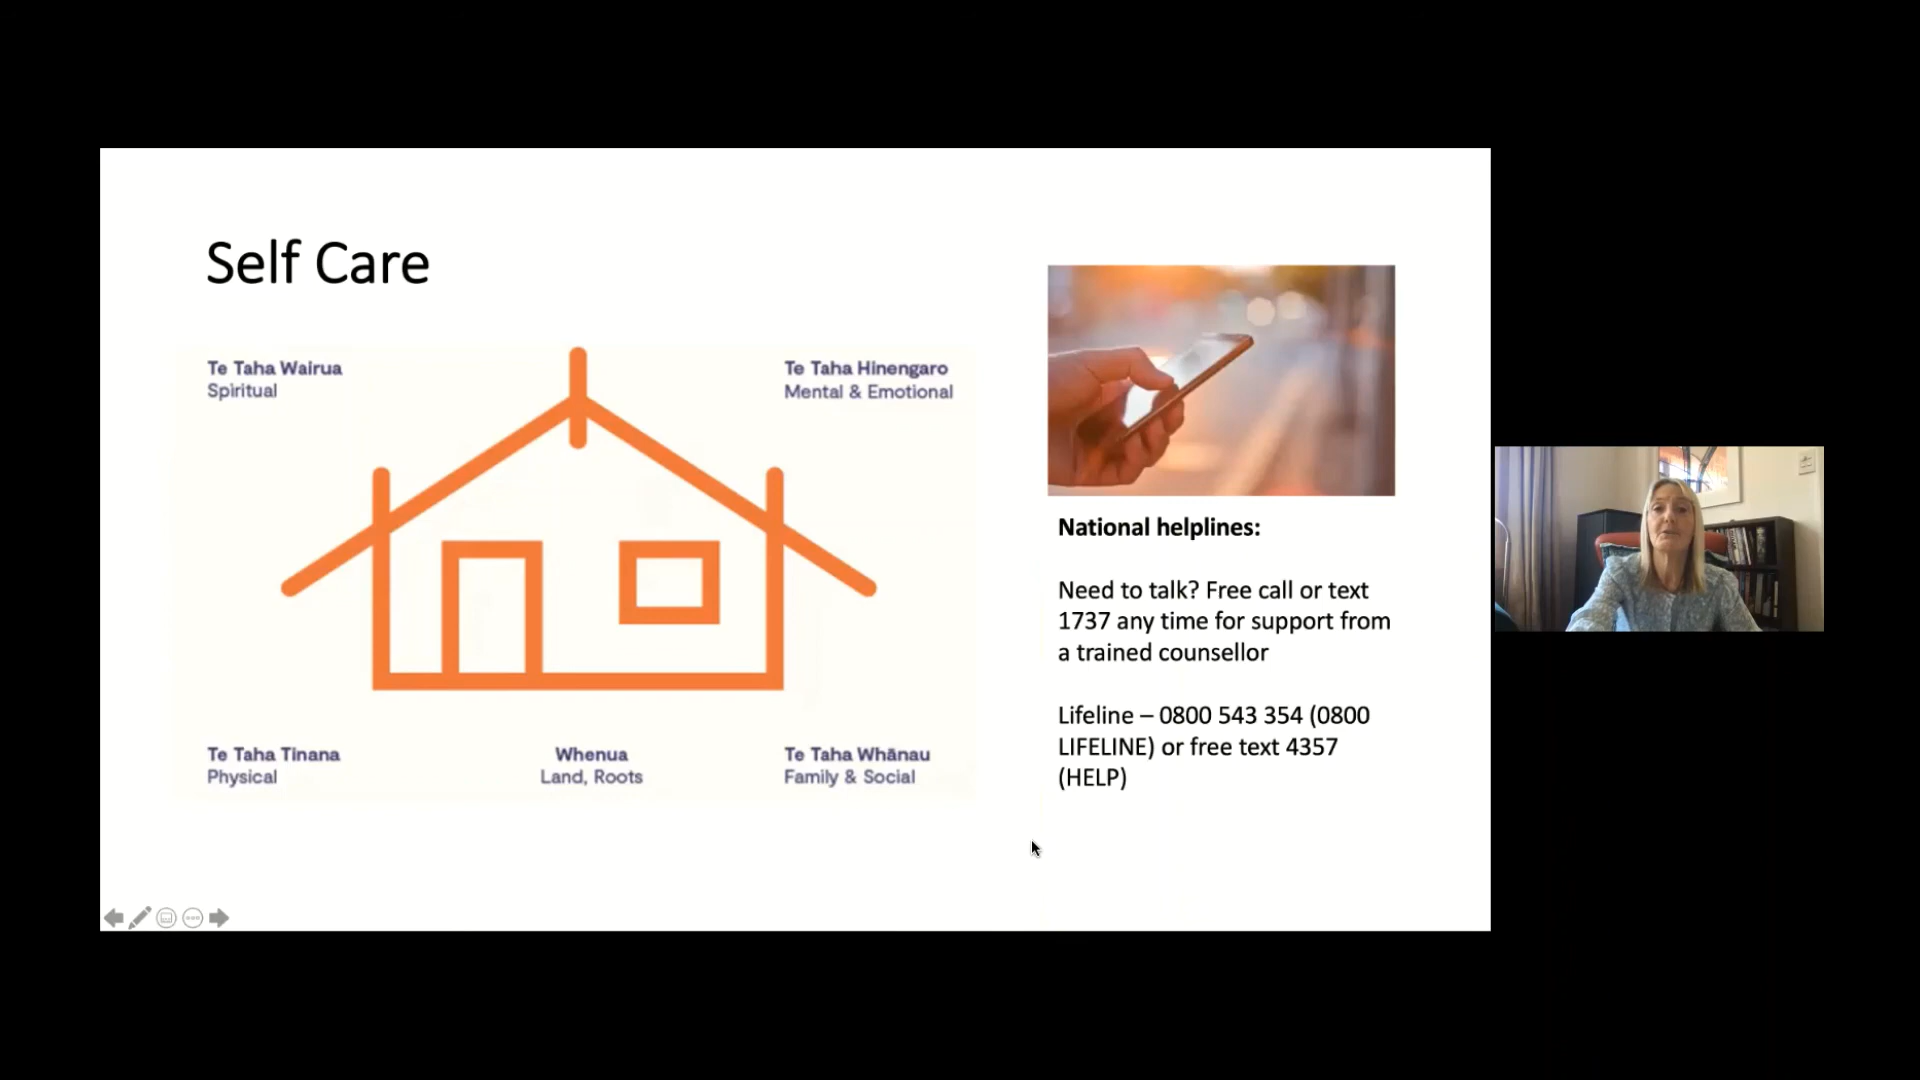 Self Care
Te Taha Wairua
Spiritual
Te Taha Hinengaro
Mental & Emotional
Te Taha Tinana
Physical
Whenua
Land, Roots
Te Taha Whānau
Family & Social
National helplines:
Need to talk? Free call or text
1737 any time for support from
a trained counsellor
Lifeline – 0800 543 354 (0800
LIFELINE) or free text 4357
(HELP)